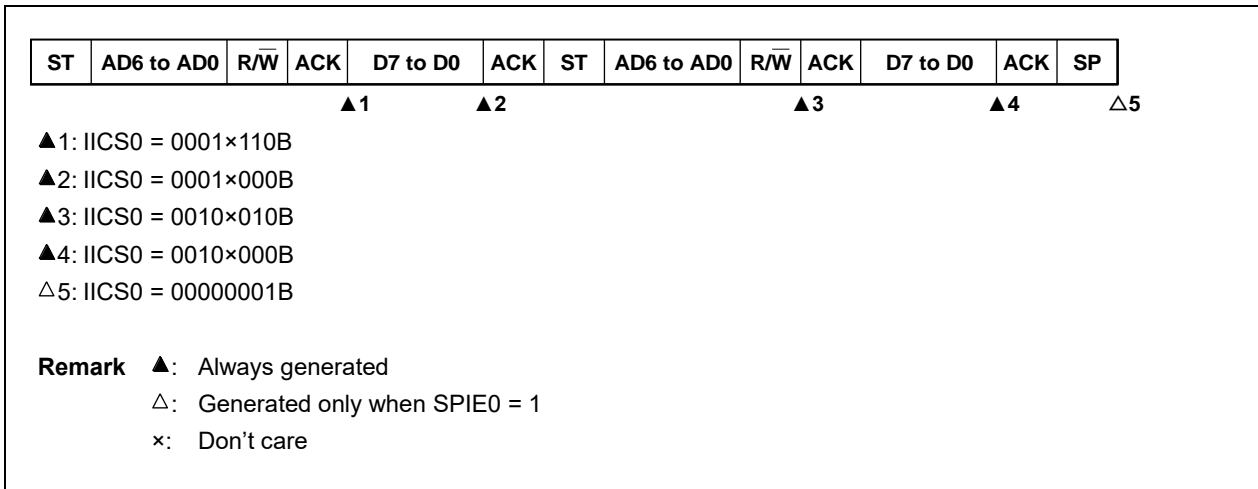 ST AD6 to AD0 R/W̅ ACK D7 to D0 ACK ST AD6 to AD0 R/W̅ ACK D7 to D0 ACK SP
▲1 ▲2 ▲3 ▲4 △5
▲1: IICS0 = 0001×110B
▲2: IICS0 = 0001×000B
▲3: IICS0 = 0010×010B
▲4: IICS0 = 0010×000B
△5: IICS0 = 00000001B
Remark ▲: Always generated
△: Generated only when SPIE0 = 1
×: Don't care